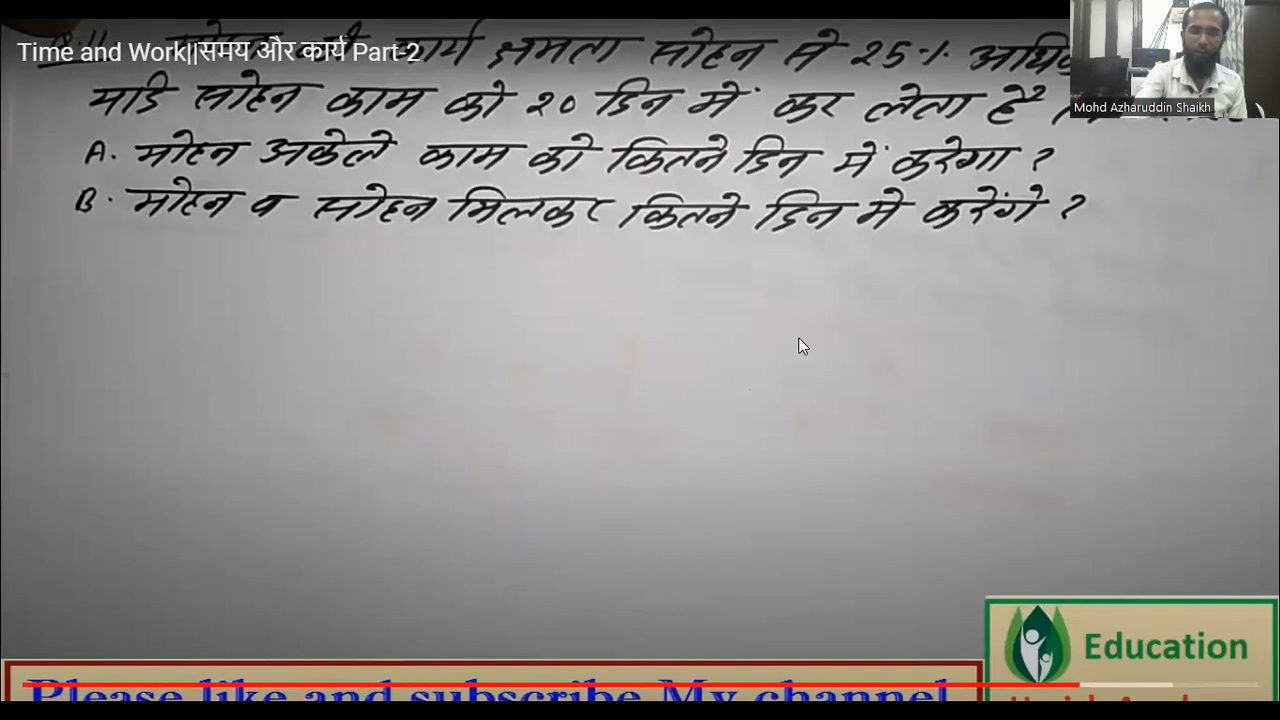 Time and Work||समय और कार्य Part-2
कार्य क्षमता सोहन से 25% अधिक
यदि सोहन काम को 20 दिन में कर लेता है
A. मोहन अकेले काम को कितने दिन में करेगा ?
B. मोहन व सोहन मिलकर कितने दिन में करेंगे ?
Mohd Azharuddin Shaikh
Education
Please like and subscribe My channel